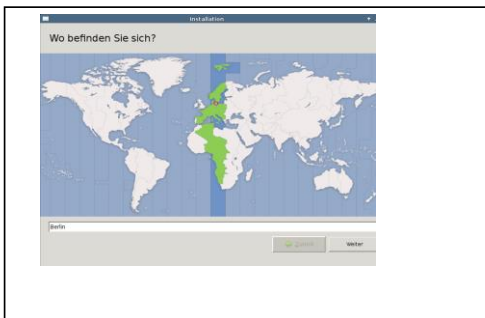 Installation
Wo befinden Sie sich?
Berlin
Zurück
Weiter